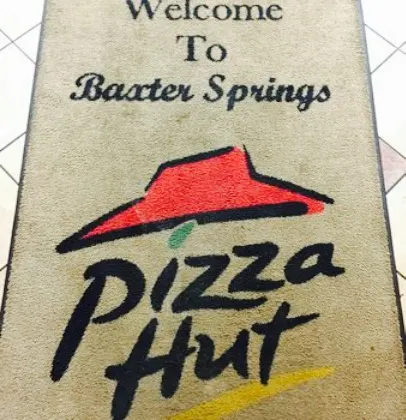 Welcome
To
Baxter Springs
Pizza
Hut